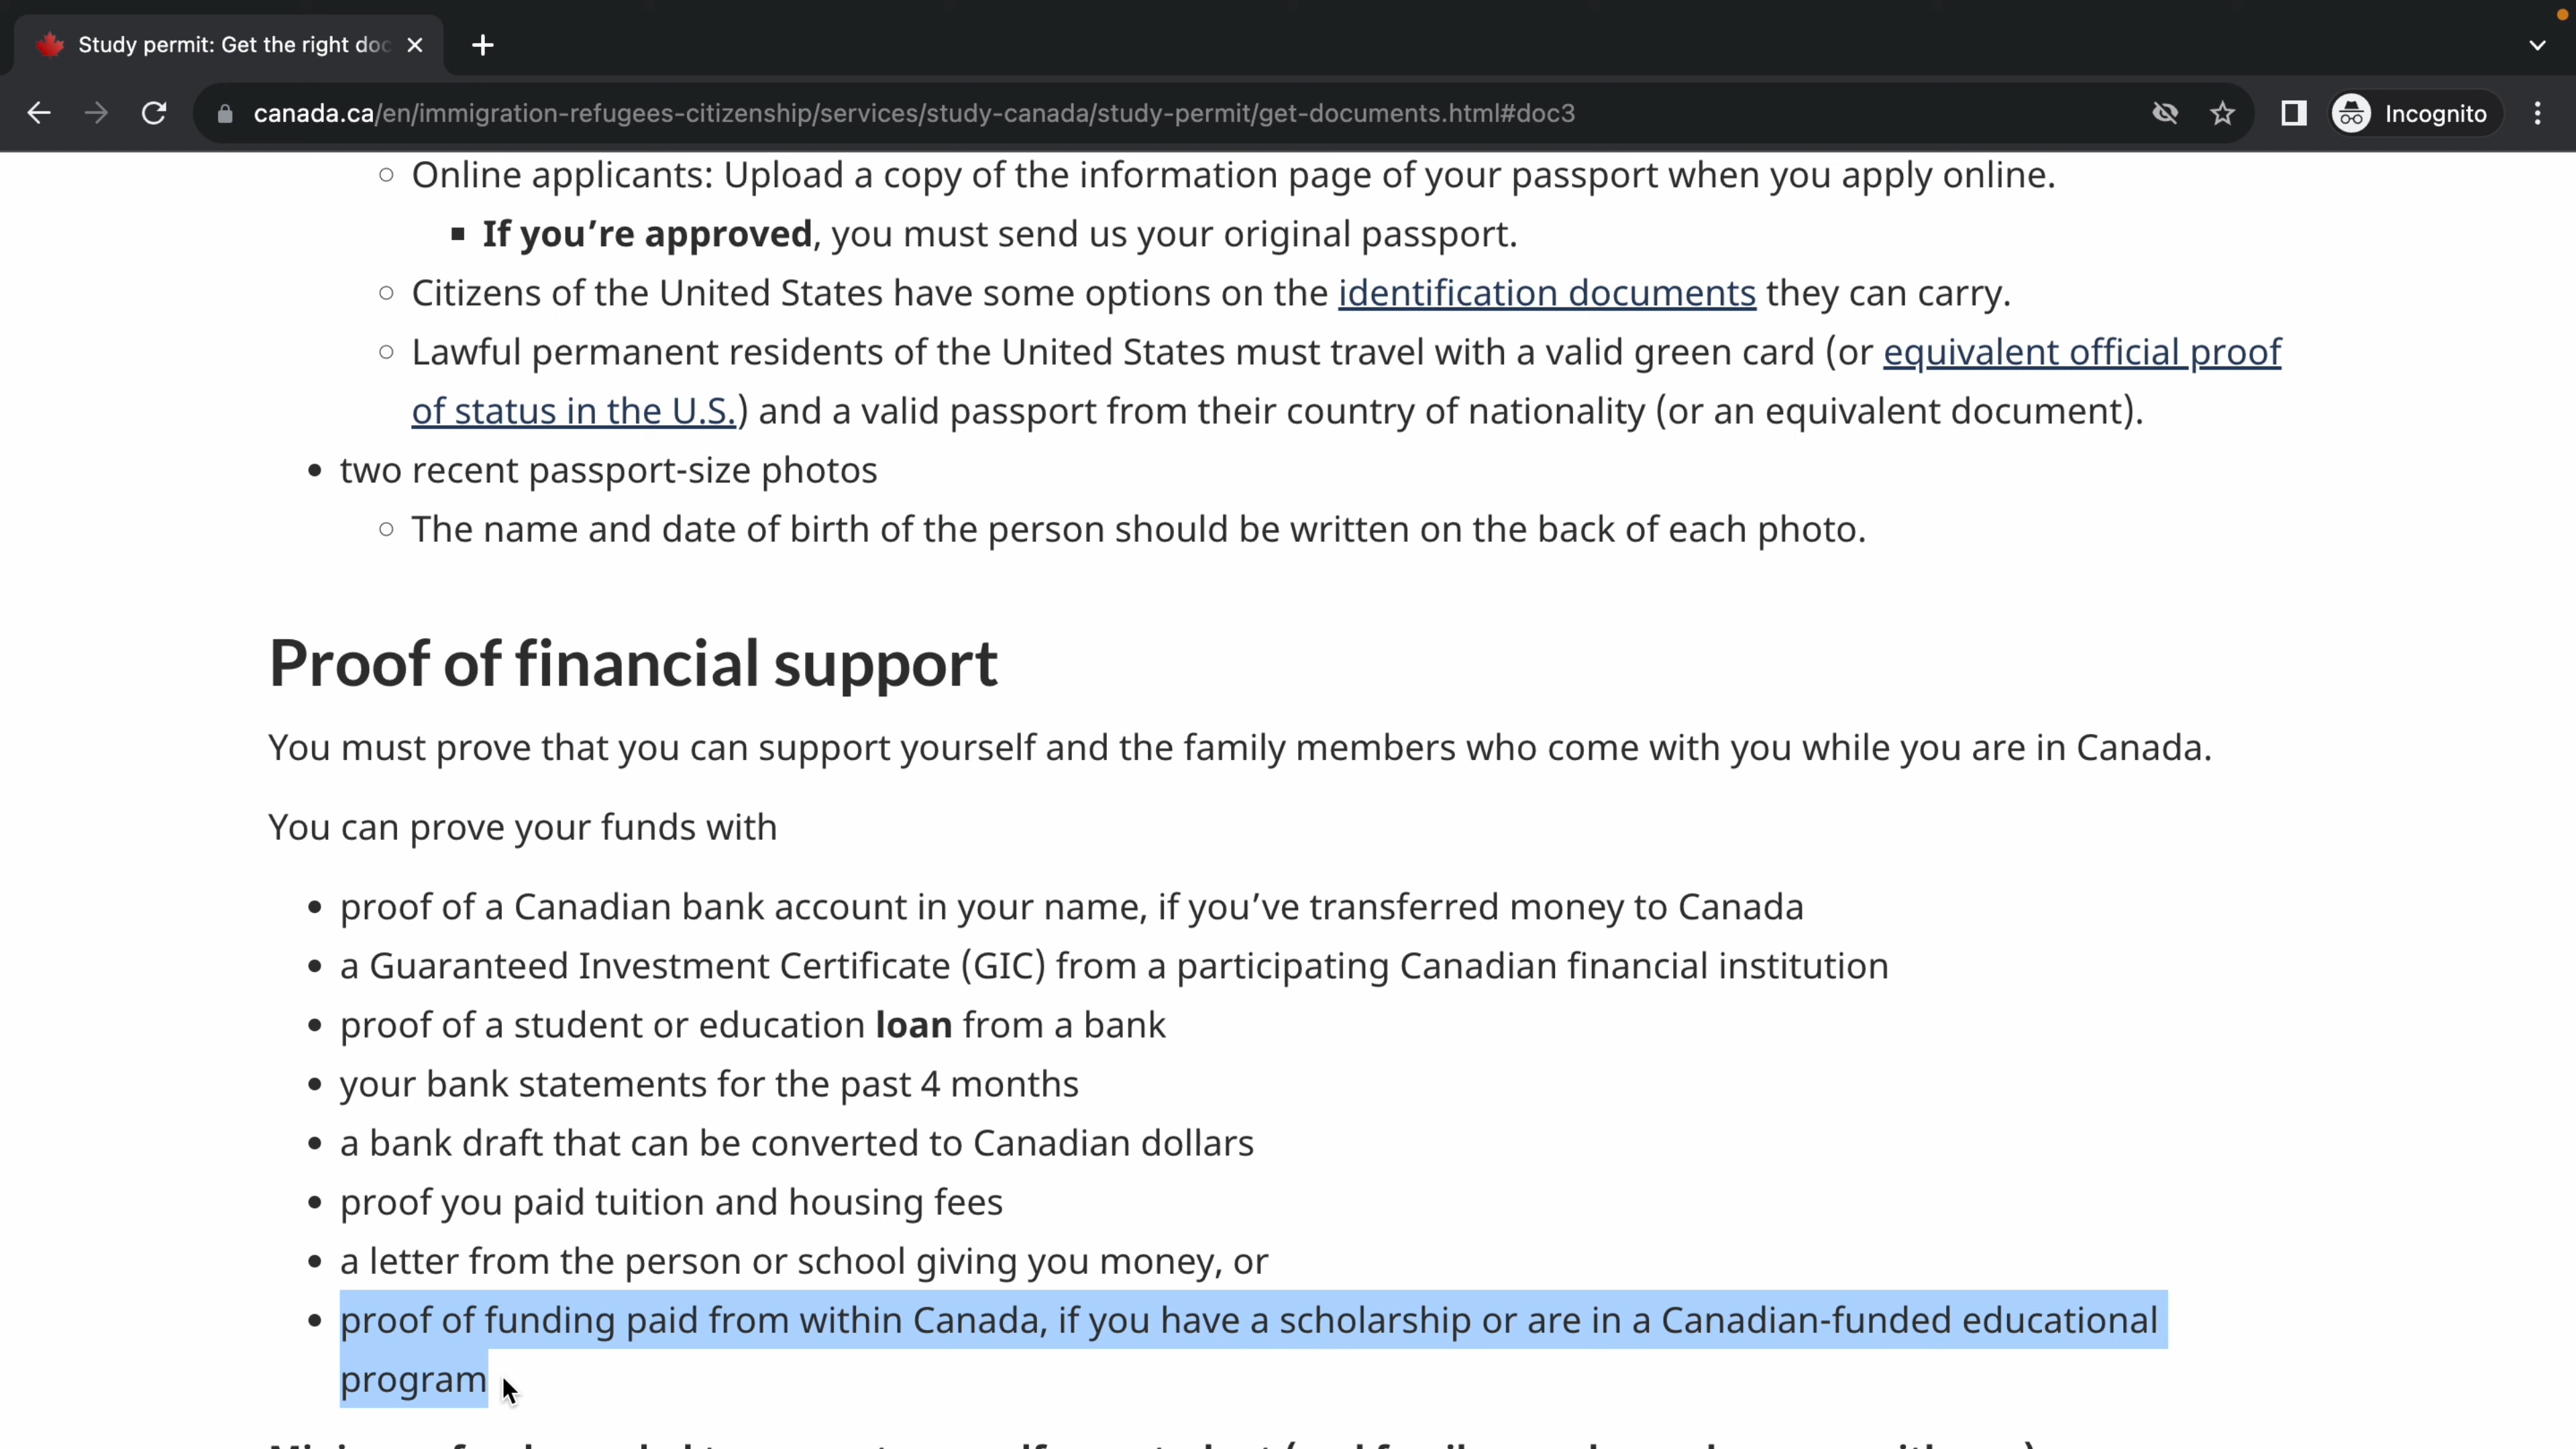 Study permit: Get the right doc
canada.ca/en/immigration-refugees-citizenship/services/study-canada/study-permit/get-documents.html#doc3
Incognito
Online applicants: Upload a copy of the information page of your passport when you apply online.
If you’re approved, you must send us your original passport.
Citizens of the United States have some options on the identification documents they can carry.
Lawful permanent residents of the United States must travel with a valid green card (or equivalent official proof
of status in the U.S.) and a valid passport from their country of nationality (or an equivalent document).
two recent passport-size photos
The name and date of birth of the person should be written on the back of each photo.
Proof of financial support
You must prove that you can support yourself and the family members who come with you while you are in Canada.
You can prove your funds with
proof of a Canadian bank account in your name, if you’ve transferred money to Canada
a Guaranteed Investment Certificate (GIC) from a participating Canadian financial institution
proof of a student or education loan from a bank
your bank statements for the past 4 months
a bank draft that can be converted to Canadian dollars
proof you paid tuition and housing fees
a letter from the person or school giving you money, or
proof of funding paid from within Canada, if you have a scholarship or are in a Canadian-funded educational
program